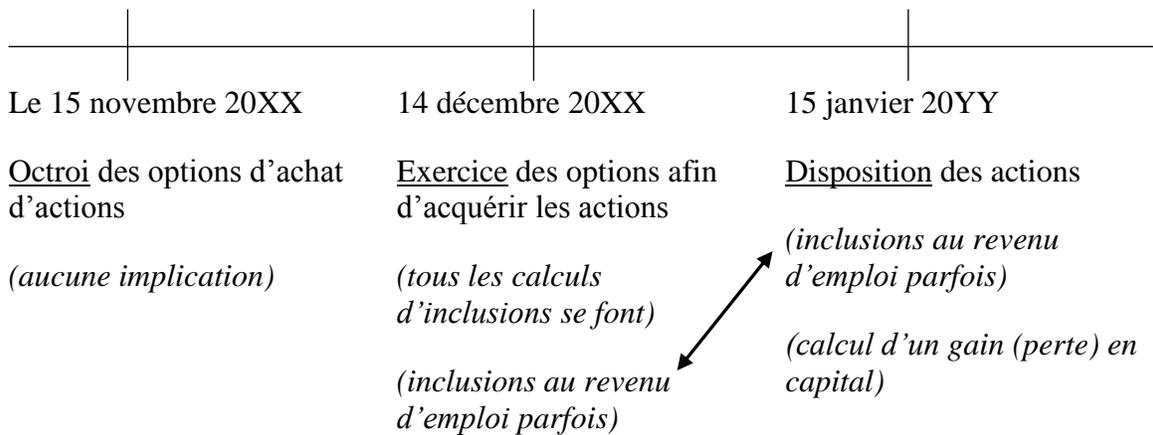 Le 15 novembre 20XX
14 décembre 20XX
15 janvier 20YY
Octroi des options d’achat
d’actions
Exercice des options afin
d’acquérir les actions
Disposition des actions
(aucune implication)
(tous les calculs
d’inclusions se font)
(inclusions au revenu
d’emploi parfois)
(inclusions au revenu
d’emploi parfois)
(calcul d’un gain (perte) en
capital)